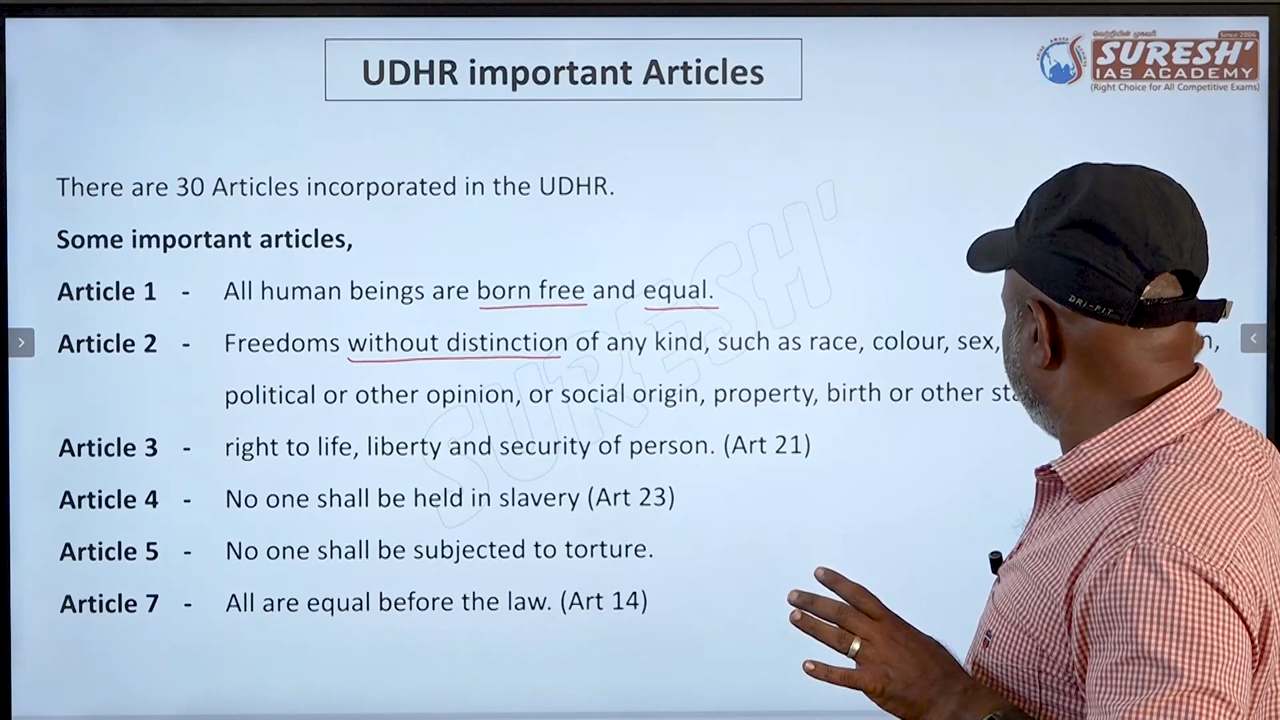 UDHR important Articles
வெற்றியின் முகவரி
Since 2006
SURESH'
IAS ACADEMY
(Right Choice for All Competitive Exams)
There are 30 Articles incorporated in the UDHR.
Some important articles,
Article 1 - All human beings are born free and equal.
Article 2 - Freedoms without distinction of any kind, such as race, colour, sex,
political or other opinion, or social origin, property, birth or other
Article 3 - right to life, liberty and security of person. (Art 21)
Article 4 - No one shall be held in slavery (Art 23)
Article 5 - No one shall be subjected to torture.
Article 7 - All are equal before the law. (Art 14)
SURESH'
DRI-FIT